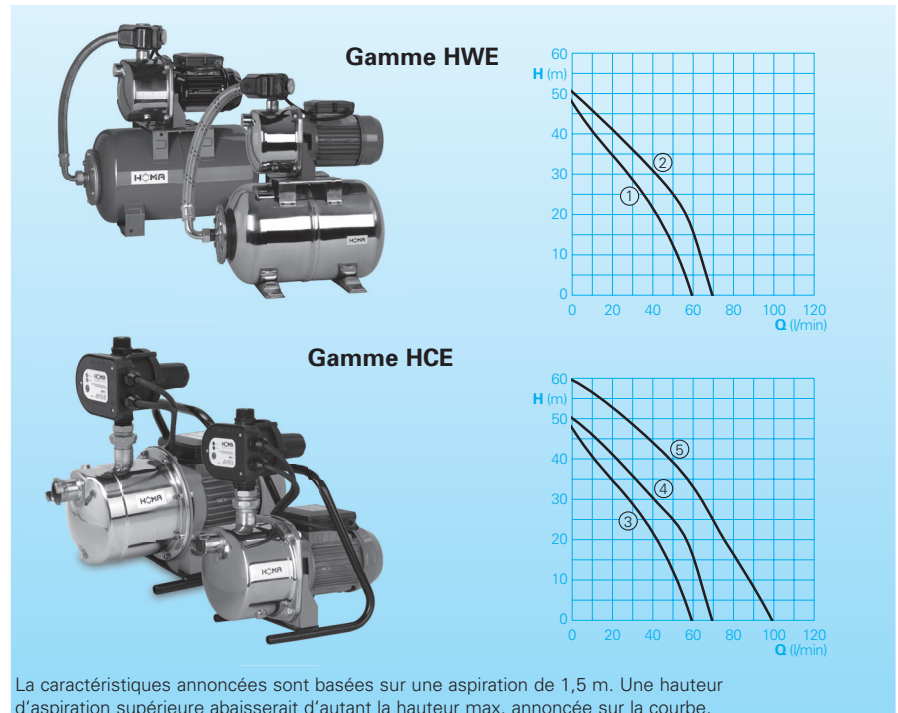 Gamme HWE
HOMA
HOMA
60
H (m)
50
40
30
20
10
0
2
1
0 20 40 60 80 100 120
Q (l/min)
Gamme HCE
HOMA
HOMA
HOMA
HOMA
60
H (m)
50
40
30
20
10
0
5
4
3
0 20 40 60 80 100 120
Q (l/min)
La caractéristiques annoncées sont basées sur une aspiration de 1,5 m. Une hauteur
d'aspiration supérieure abaisserait d'autant la hauteur max. annoncée sur la courbe.